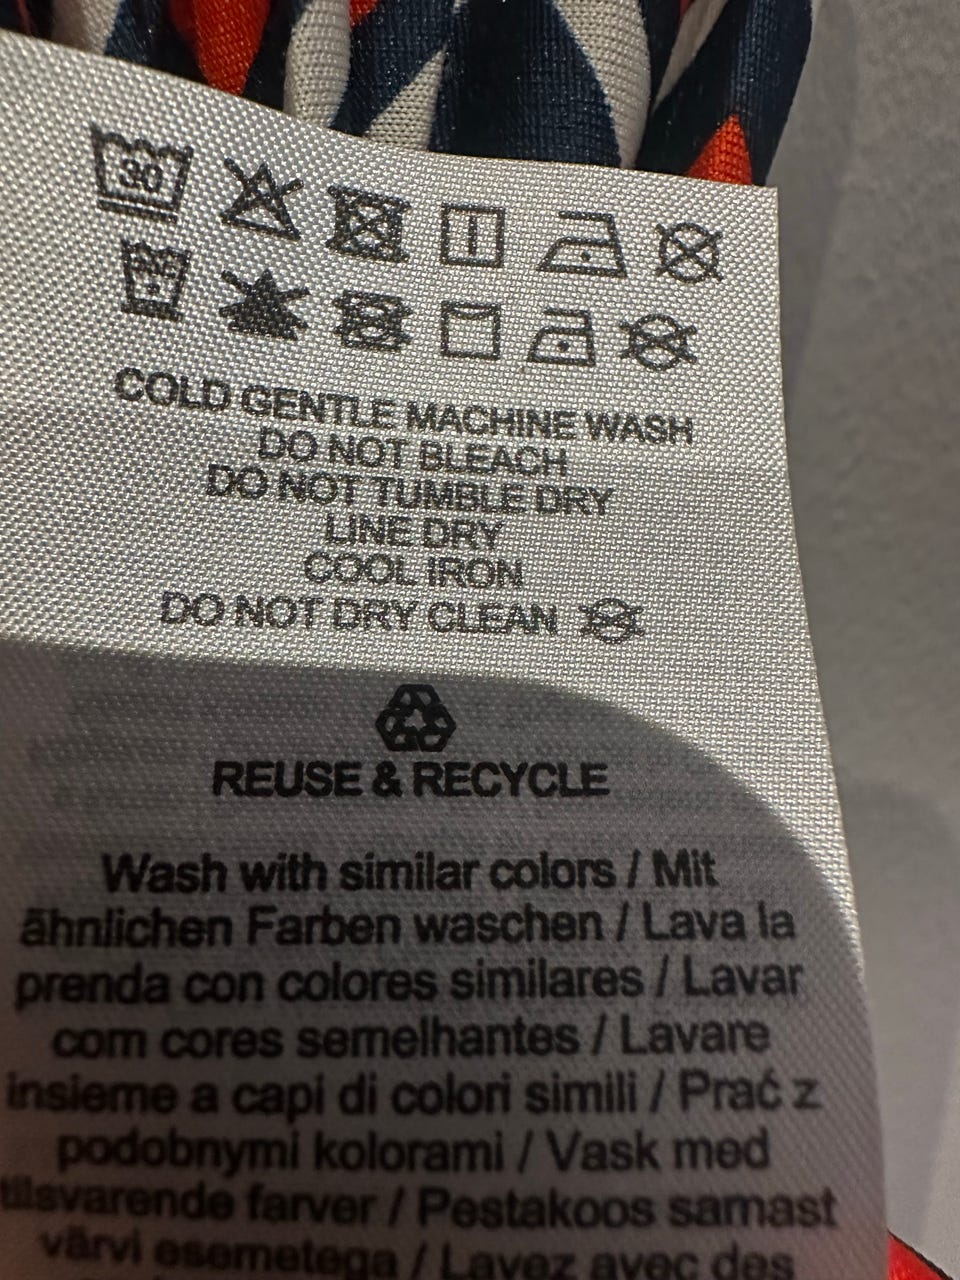 30
COLD GENTLE MACHINE WASH
DO NOT BLEACH
DO NOT TUMBLE DRY
LINE DRY
COOL IRON
DO NOT DRY CLEAN
REUSE & RECYCLE
Wash with similar colors / Mit
ähnlichen Farben waschen / Lava la
prenda con colores similares / Lavar
com cores semelhantes / Lavare
insieme a capi di colori simili / Prać z
podobnymi kolorami / Vask med
tilsvarende farver / Pestakoos samast
värvi esemetega / Lavez avec des